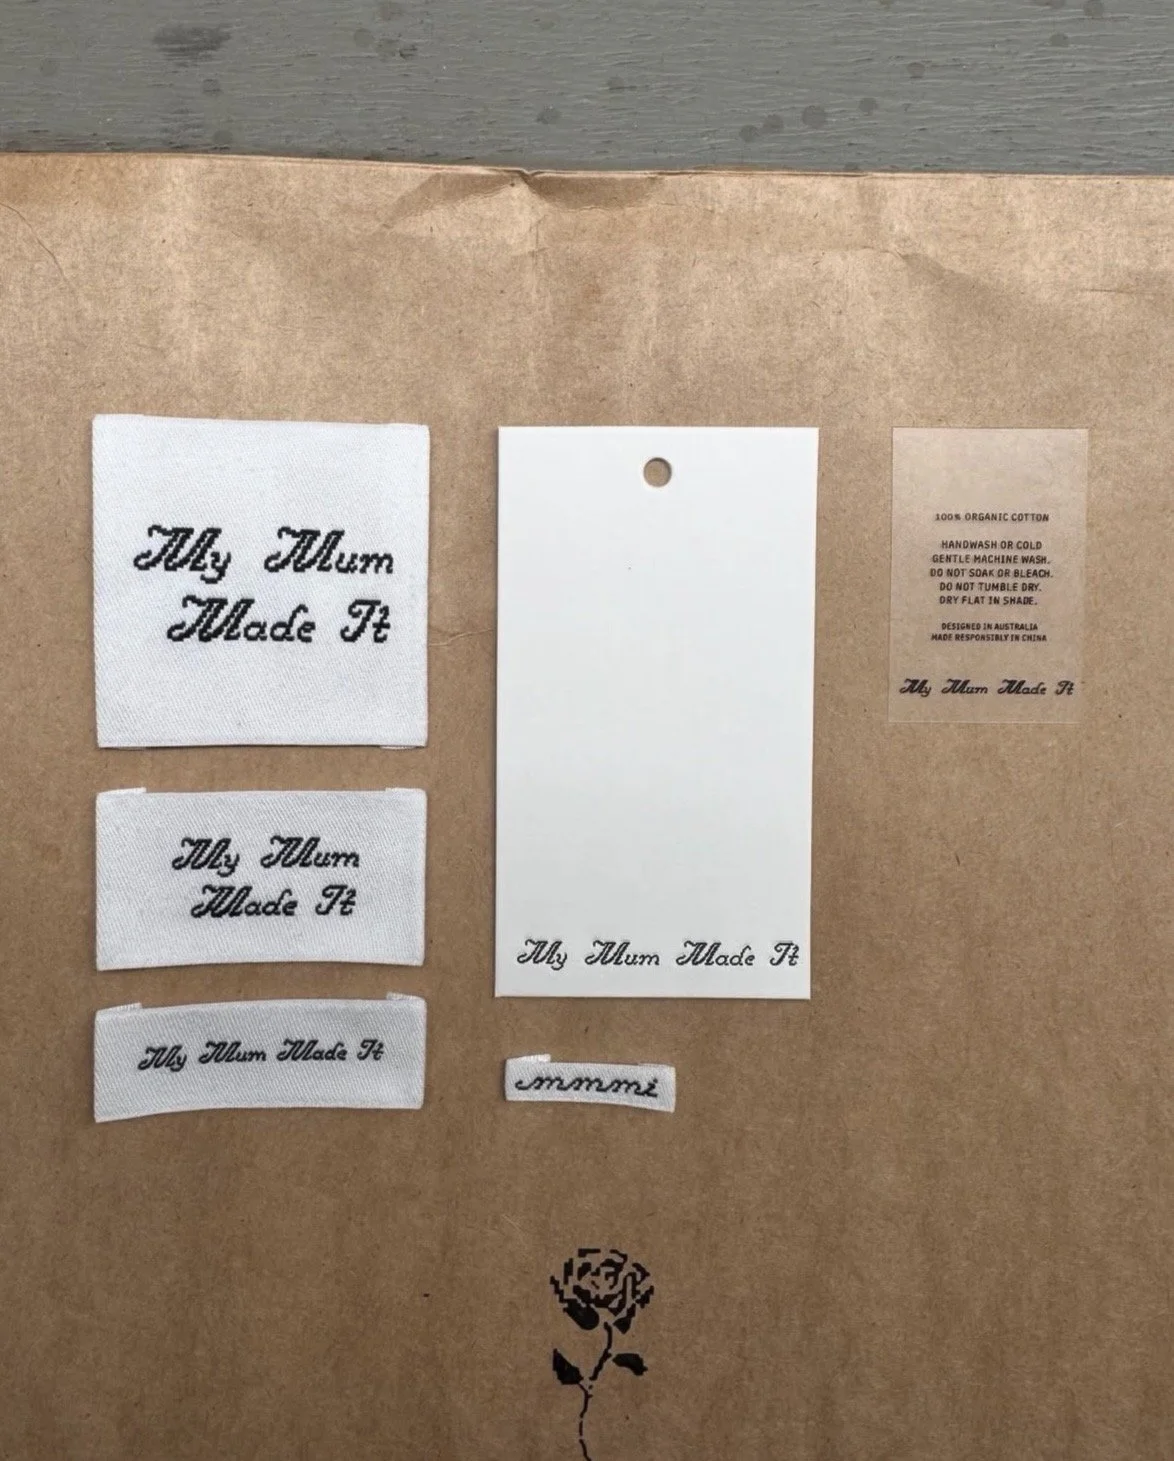 My Mum
Made It
My Mum
Made It
My Mum Made It
My Mum Made It
mmmi
100% ORGANIC COTTON
HANDWASH OR COLD
GENTLE MACHINE WASH.
DO NOT SOAK OR BLEACH.
DO NOT TUMBLE DRY.
DRY FLAT IN SHADE.
DESIGNED IN AUSTRALIA
MADE RESPONSIBLY IN CHINA
My Mum Made It